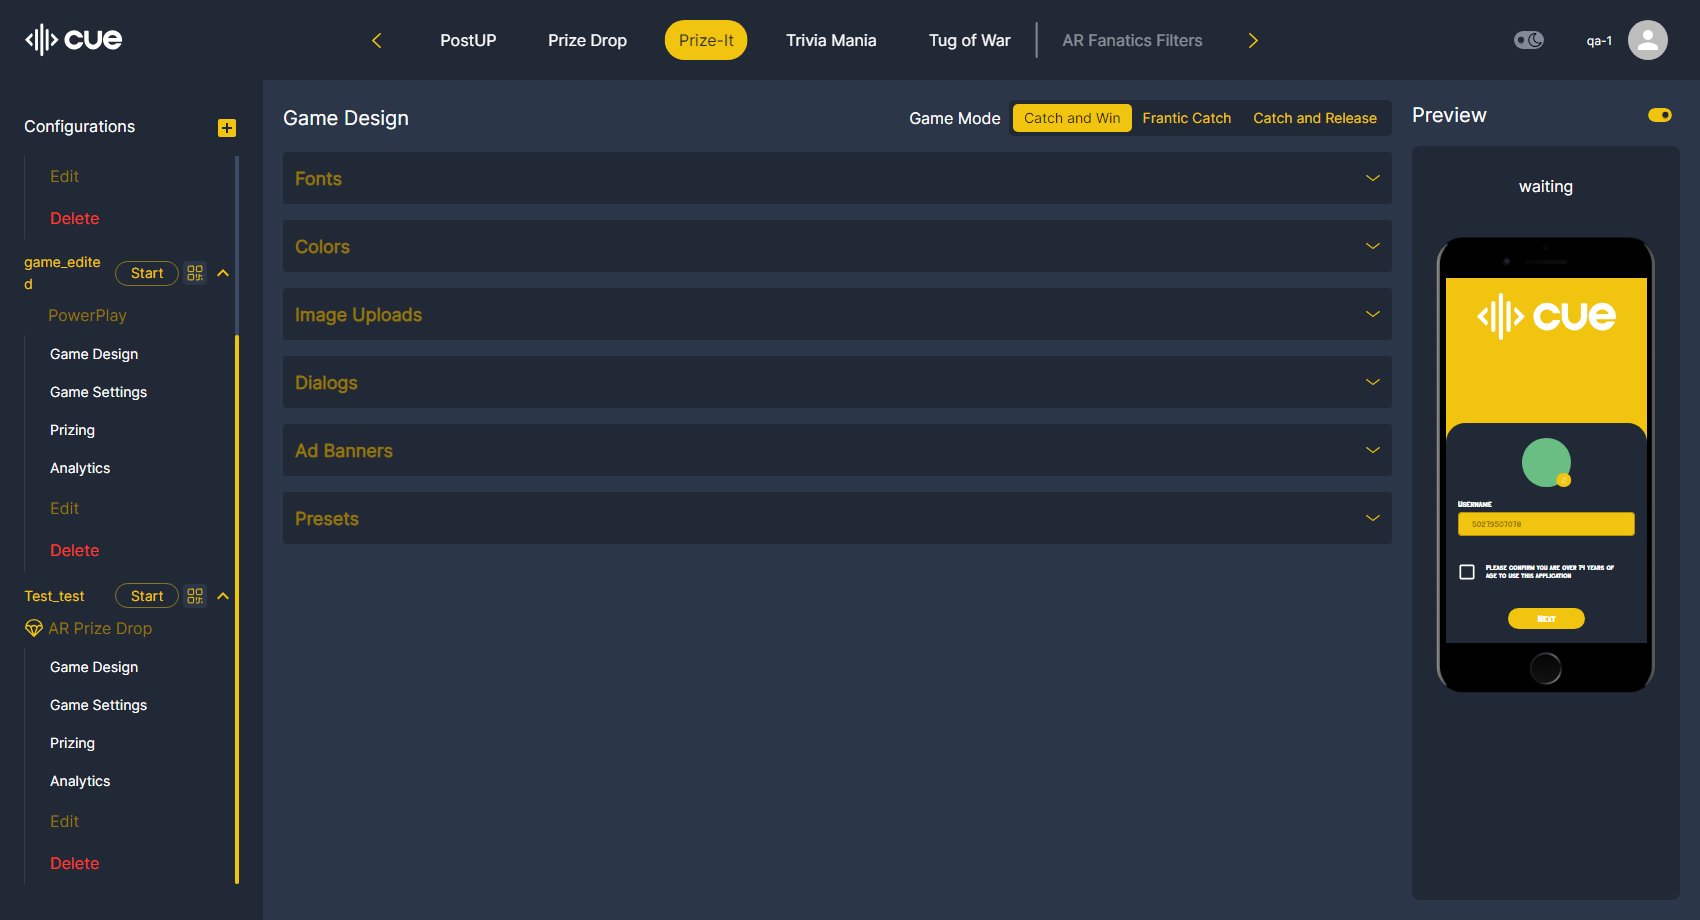 cue
PostUP
Prize Drop
Prize-It
Trivia Mania
Tug of War
AR Fanatics Filters
qa-1
Configurations
Edit
Delete
game_edite
d
Start
PowerPlay
Game Design
Game Settings
Prizing
Analytics
Edit
Delete
Test_test
Start
AR Prize Drop
Game Design
Game Settings
Prizing
Analytics
Edit
Delete
Game Design
Game Mode
Catch and Win
Frantic Catch
Catch and Release
Fonts
Colors
Image Uploads
Dialogs
Ad Banners
Presets
Preview
waiting
cue
Username
50279507078
Please confirm you are over 14 years of
age to use this application
Next